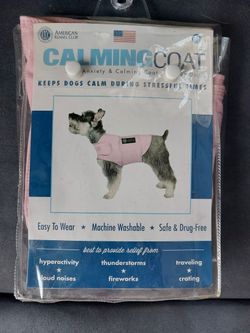 AMERICAN
KENNEL CLUB
CALMING COAT
Anxiety & Calming Coat
KEEPS DOGS CALM DURING STRESSFUL TIMES
Easy To Wear ★ Machine Washable ★ Safe & Drug-Free
best to provide relief from:
hyperactivity thunderstorms traveling
★ ★ ★
loud noises fireworks crating